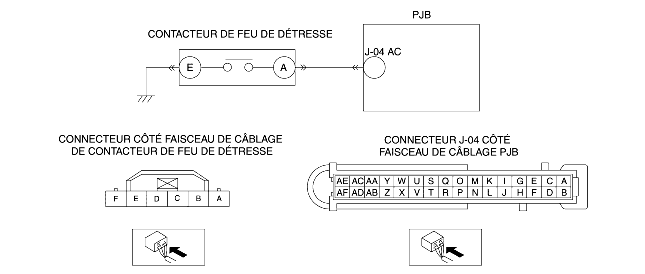 PJB
CONTACTEUR DE FEU DE DÉTRESSE
J-04 AC
E A
CONNECTEUR CÔTÉ FAISCEAU DE CÂBLAGE
DE CONTACTEUR DE FEU DE DÉTRESSE
F E D C B A
CONNECTEUR J-04 CÔTÉ
FAISCEAU DE CÂBLAGE PJB
AE AC AA Y W U S Q O M K I G E C A
AF AD AB Z X V T R P N L J H F D B